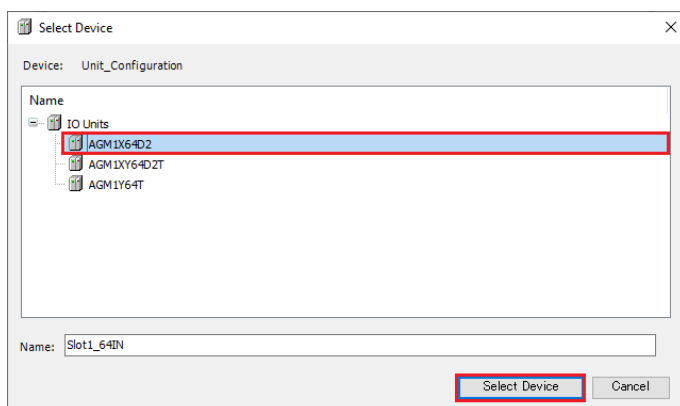 Select Device
Device: Unit_Configuration
Name
IO Units
AGM1X64D2
AGM1XY64D2T
AGM1Y64T
Name: Slot1_64IN
Select Device Cancel